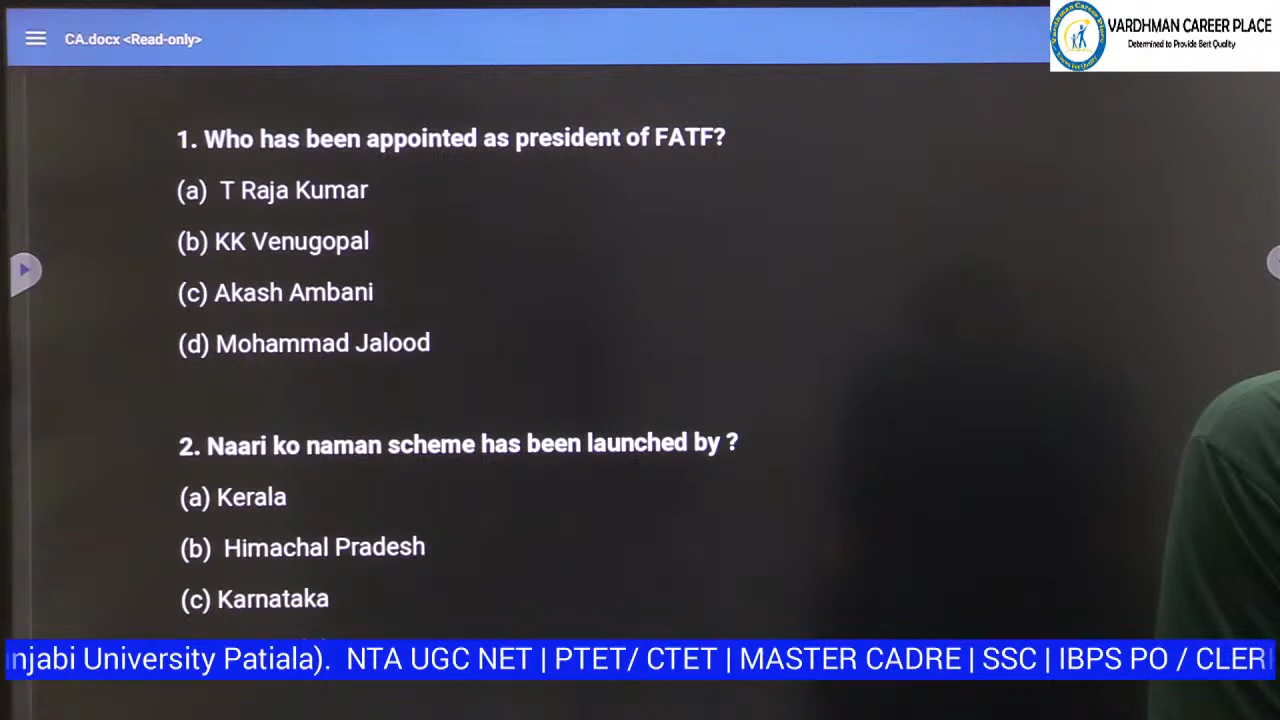 CA.docx <Read-only>
VARDHMAN CAREER PLACE
Determined to Provide Bert Quality
1. Who has been appointed as president of FATF?
(a) T Raja Kumar
(b) KK Venugopal
(c) Akash Ambani
(d) Mohammad Jalood
2. Naari ko naman scheme has been launched by ?
(a) Kerala
(b) Himachal Pradesh
(c) Karnataka
njabi University Patiala). NTA UGC NET | PTET/ CTET | MASTER CADRE | SSC | IBPS PO / CLER